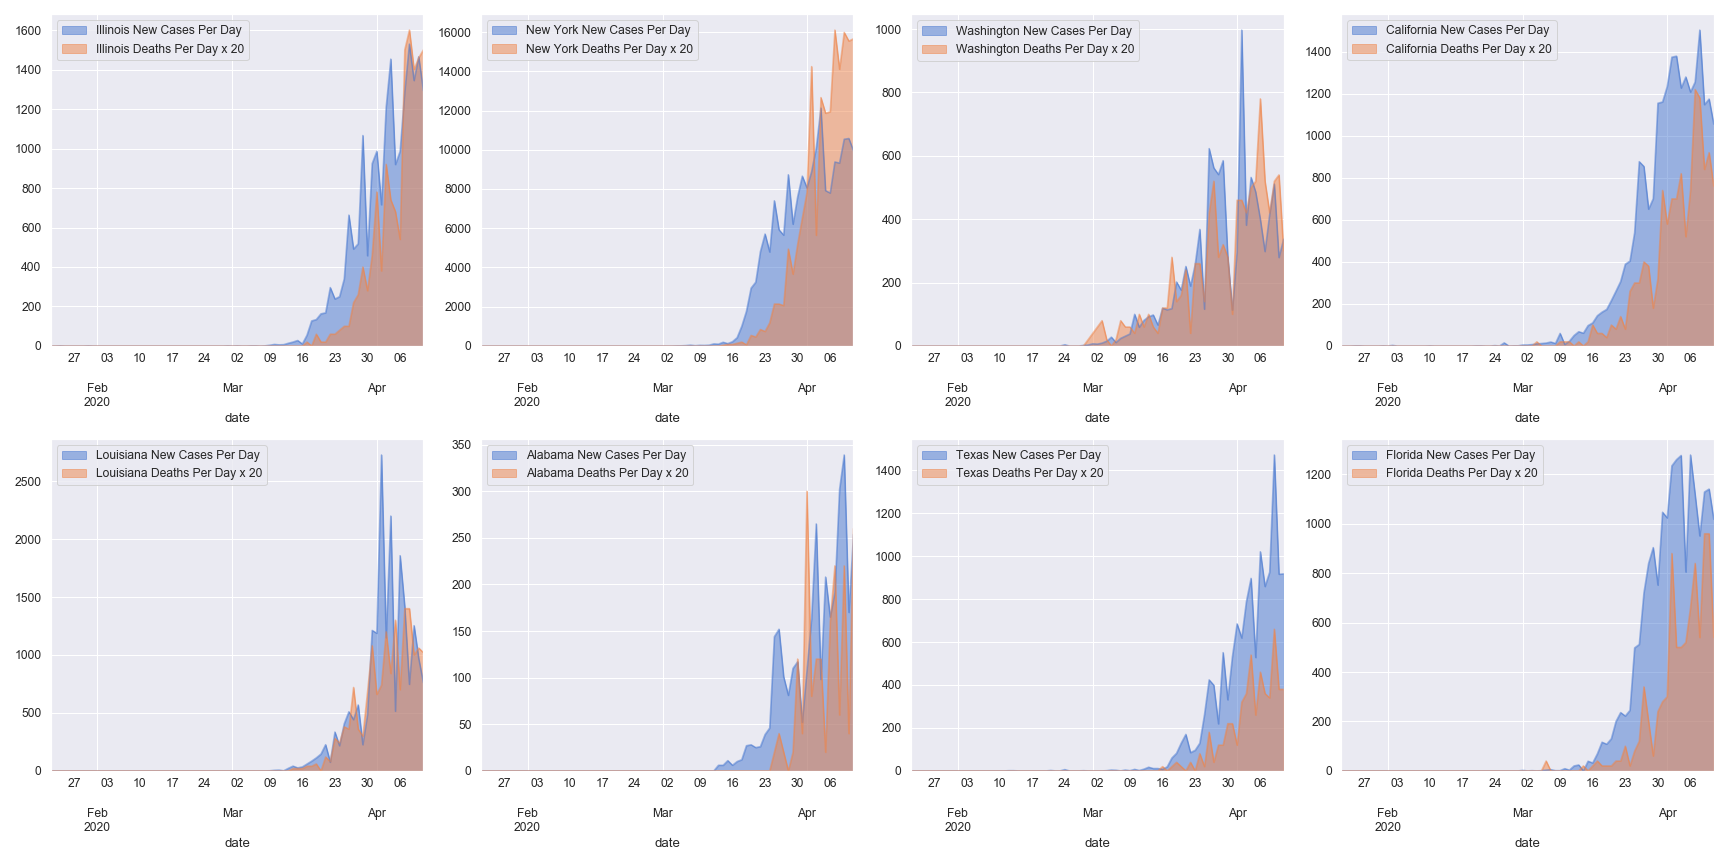 Illinois New Cases Per Day
Illinois Deaths Per Day x 20
1600
1400
1200
1000
800
600
400
200
0
27 03 10 17 24 02 09 16 23 30 06
Feb Mar Apr
2020
date
New York New Cases Per Day
New York Deaths Per Day x 20
16000
14000
12000
10000
8000
6000
4000
2000
0
27 03 10 17 24 02 09 16 23 30 06
Feb Mar Apr
2020
date
Washington New Cases Per Day
Washington Deaths Per Day x 20
1000
800
600
400
200
0
27 03 10 17 24 02 09 16 23 30 06
Feb Mar Apr
2020
date
California New Cases Per Day
California Deaths Per Day x 20
1400
1200
1000
800
600
400
200
0
27 03 10 17 24 02 09 16 23 30 06
Feb Mar Apr
2020
date
Louisiana New Cases Per Day
Louisiana Deaths Per Day x 20
2500
2000
1500
1000
500
0
27 03 10 17 24 02 09 16 23 30 06
Feb Mar Apr
2020
date
Alabama New Cases Per Day
Alabama Deaths Per Day x 20
350
300
250
200
150
100
50
0
27 03 10 17 24 02 09 16 23 30 06
Feb Mar Apr
2020
date
Texas New Cases Per Day
Texas Deaths Per Day x 20
1400
1200
1000
800
600
400
200
0
27 03 10 17 24 02 09 16 23 30 06
Feb Mar Apr
2020
date
Florida New Cases Per Day
Florida Deaths Per Day x 20
1200
1000
800
600
400
200
0
27 03 10 17 24 02 09 16 23 30 06
Feb Mar Apr
2020
date